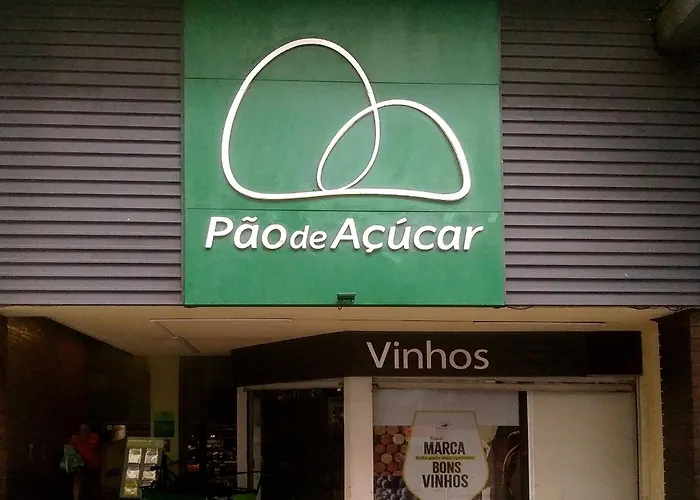 Pão de Açúcar
Vinhos
MARCA
BONS
VINHOS